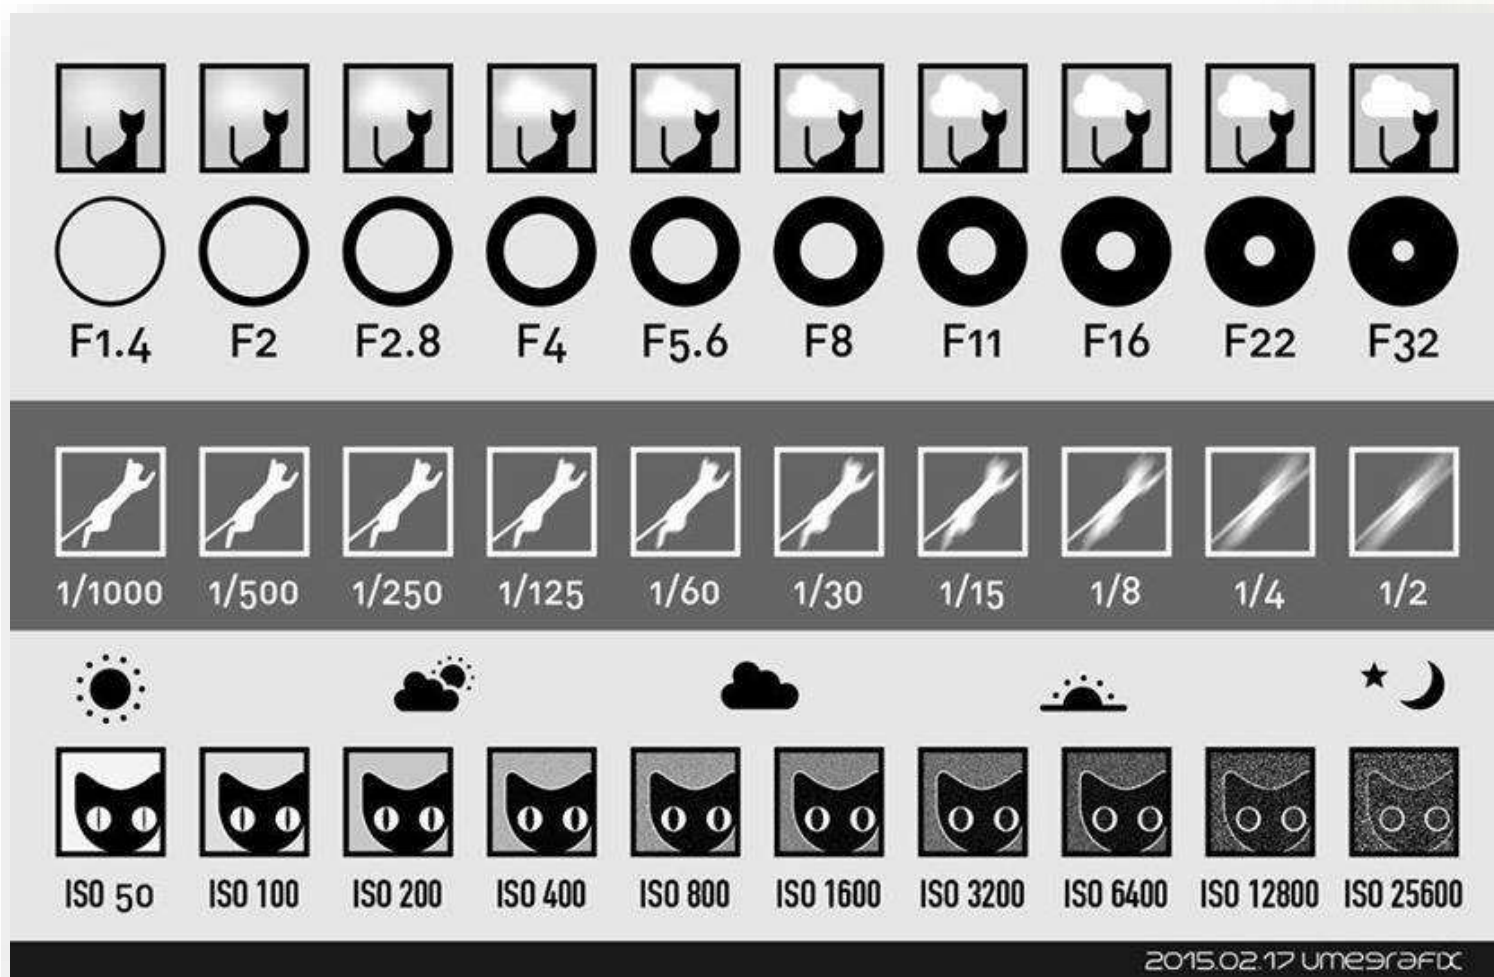 F1.4 F2 F2.8 F4 F5.6 F8 F11 F16 F22 F32
1/1000 1/500 1/250 1/125 1/60 1/30 1/15 1/8 1/4 1/2
ISO 50 ISO 100 ISO 200 ISO 400 ISO 800 ISO 1600 ISO 3200 ISO 6400 ISO 12800 ISO 25600
2015.02.17 umegrafix